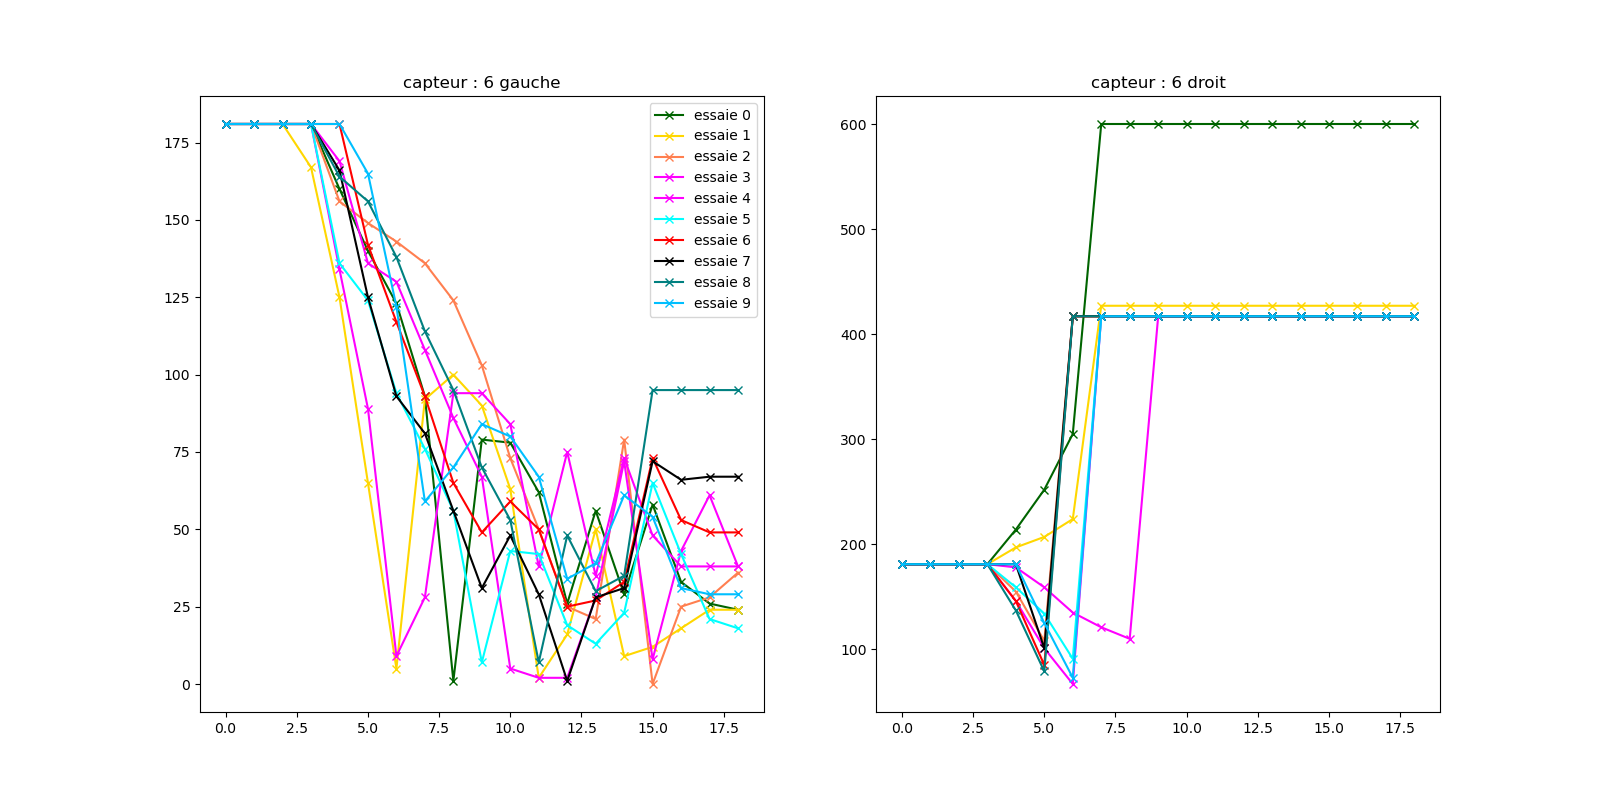 capteur : 6 gauche
175
150
125
100
75
50
25
0
0.0 2.5 5.0 7.5 10.0 12.5 15.0 17.5
essaie 0
essaie 1
essaie 2
essaie 3
essaie 4
essaie 5
essaie 6
essaie 7
essaie 8
essaie 9
capteur : 6 droit
600
500
400
300
200
100
0.0 2.5 5.0 7.5 10.0 12.5 15.0 17.5